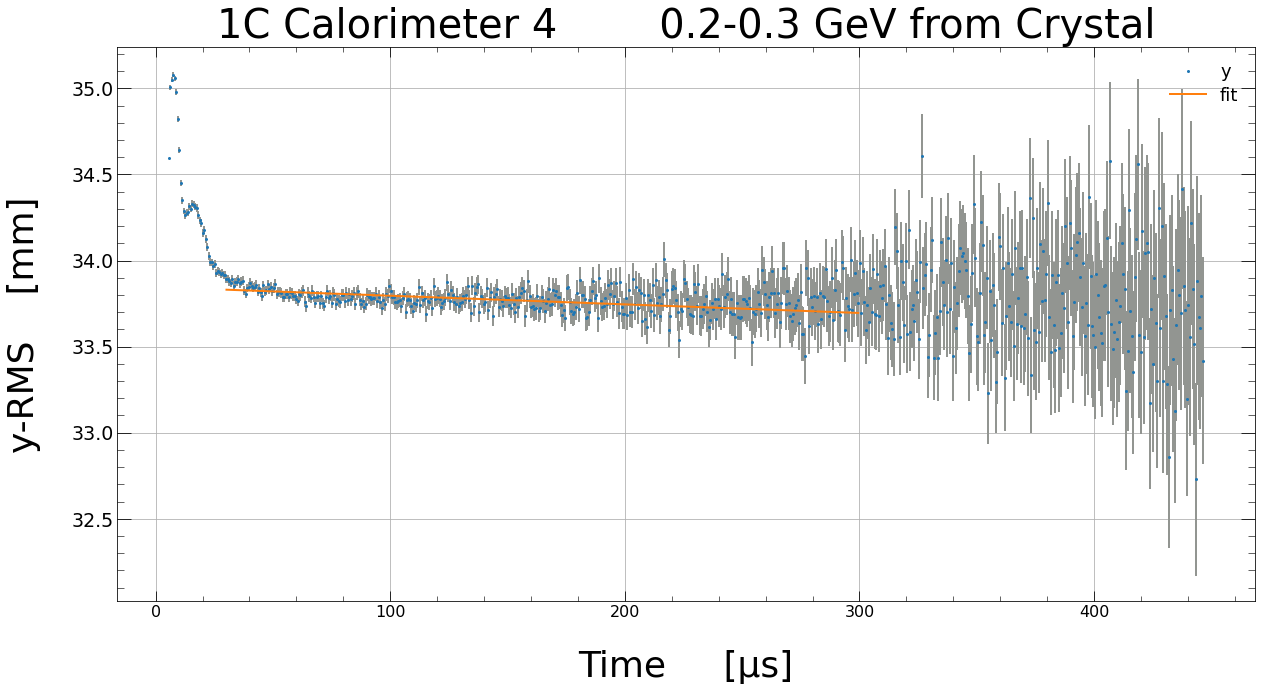 1C Calorimeter 4 0.2-0.3 GeV from Crystal
y
fit
35.0
34.5
34.0
33.5
33.0
32.5
y-RMS [mm]
0 100 200 300 400
Time [μs]